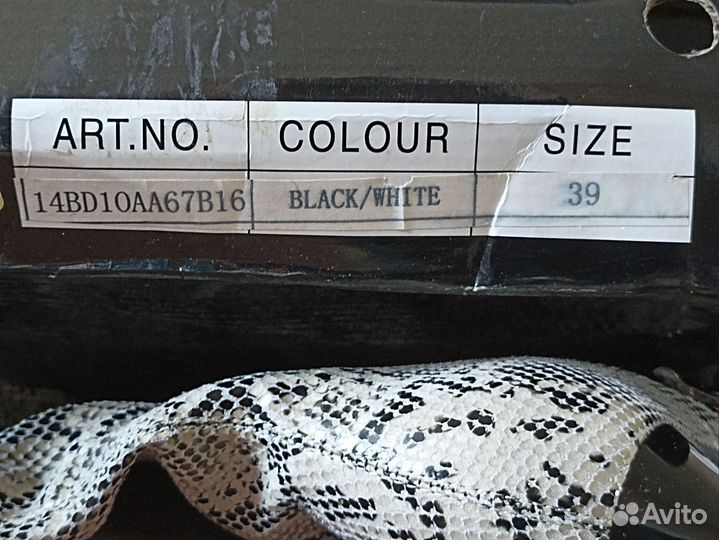 ART.NO. COLOUR SIZE
14BD10AA67B16 BLACK/WHITE 39
Avito